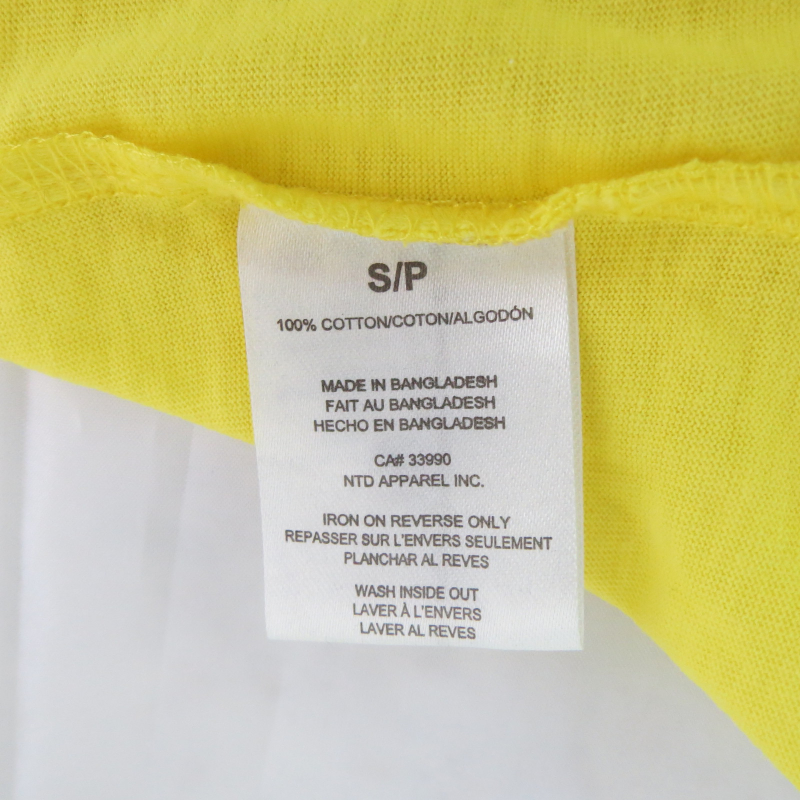 S/P
100% COTTON/COTON/ALGODÓN
MADE IN BANGLADESH
FAIT AU BANGLADESH
HECHO EN BANGLADESH
CA# 33990
NTD APPAREL INC.
IRON ON REVERSE ONLY
REPASSER SUR L'ENVERS SEULEMENT
PLANCHAR AL REVES
WASH INSIDE OUT
LAVER À L'ENVERS
LAVER AL REVES